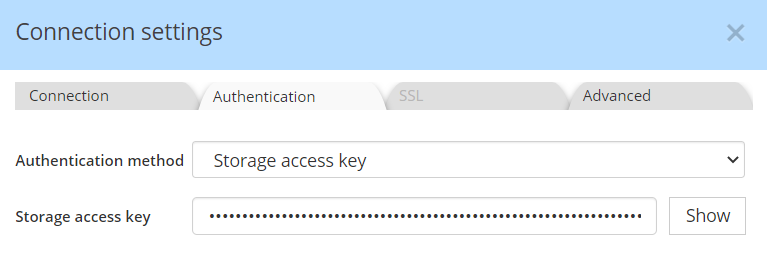 Connection settings
Connection Authentication SSL Advanced
Authentication method Storage access key
Storage access key Show